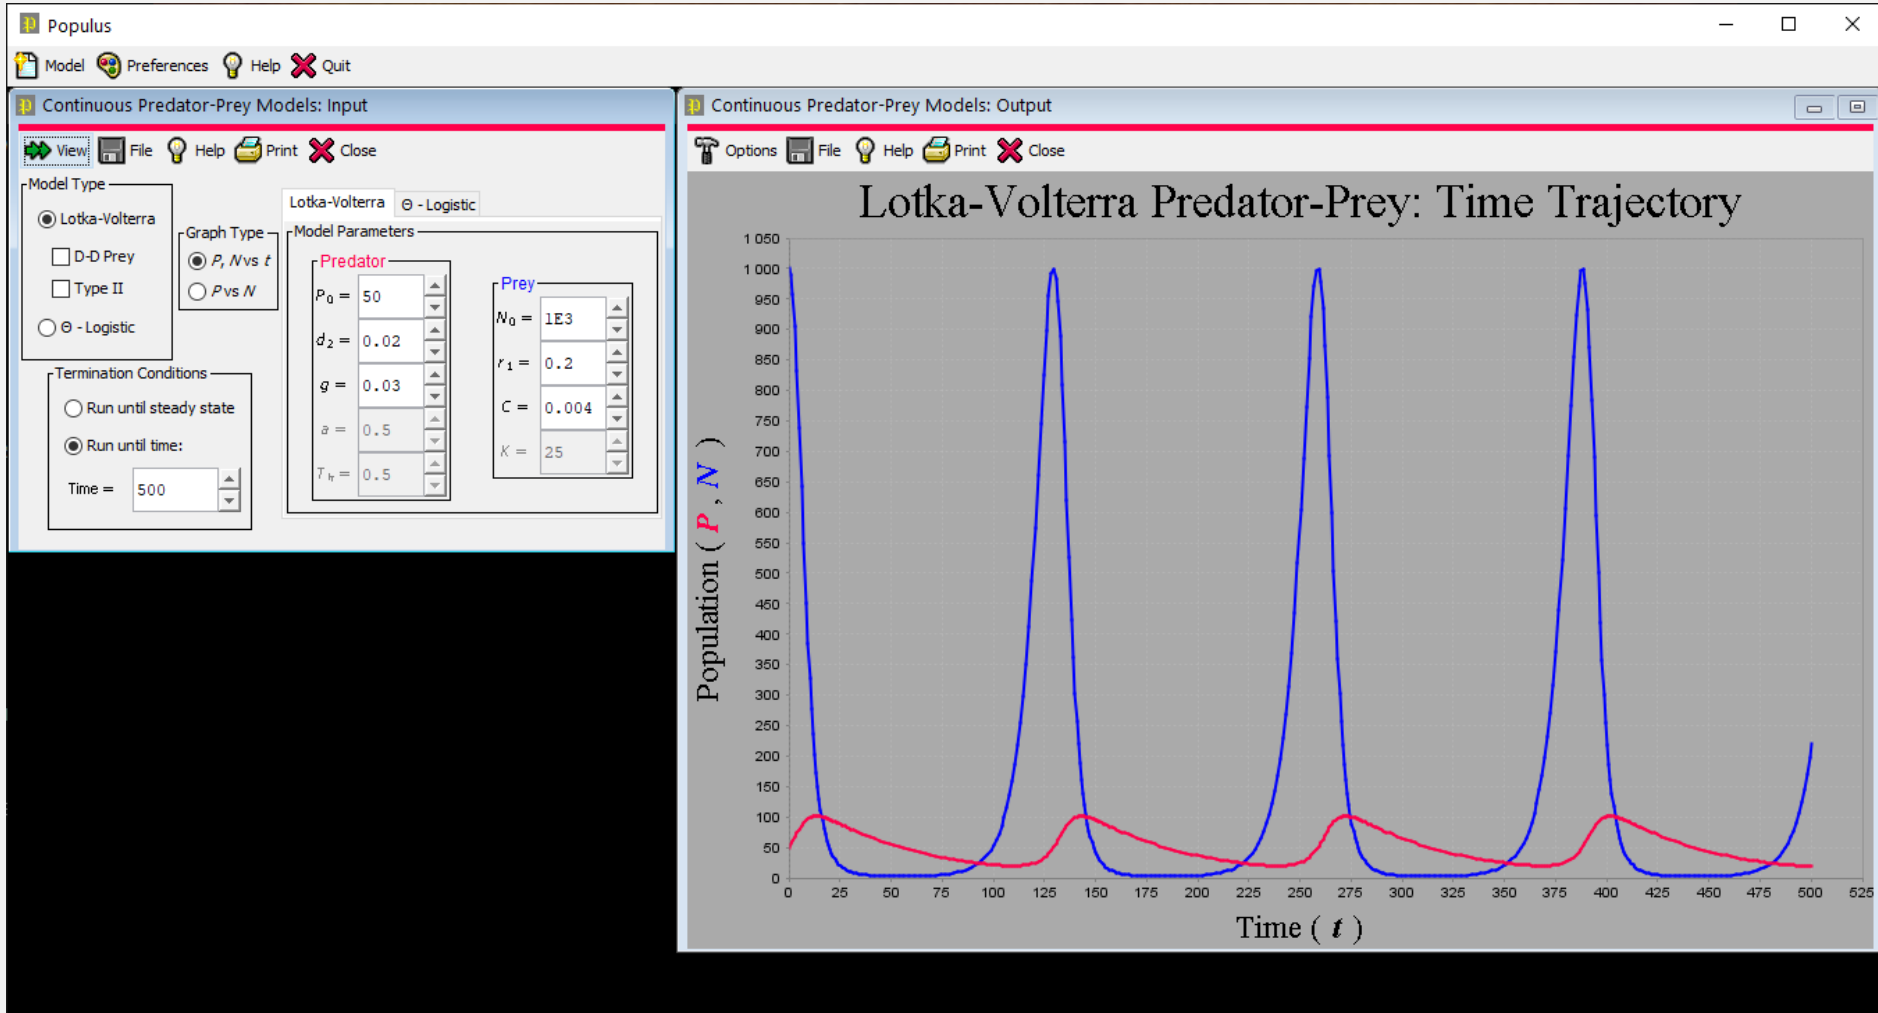 Populus
Model Preferences Help Quit
Continuous Predator-Prey Models: Input
View File Help Print Close
Model Type
Lotka-Volterra
D-D Prey
Type II
Θ - Logistic
Graph Type
P, N vs t
P vs N
Termination Conditions
Run until steady state
Run until time:
Time = 500
Lotka-Volterra Θ - Logistic
Model Parameters
Predator
P0 = 50
d2 = 0.02
g = 0.03
a = 0.5
Th = 0.5
Prey
N0 = 1E3
r1 = 0.2
C = 0.004
K = 25
Continuous Predator-Prey Models: Output
Options File Help Print Close
Lotka-Volterra Predator-Prey: Time Trajectory
Population ( P , N )
1 050
1 000
950
900
850
800
750
700
650
600
550
500
450
400
350
300
250
200
150
100
50
0
0 25 50 75 100 125 150 175 200 225 250 275 300 325 350 375 400 425 450 475 500 525
Time ( t )